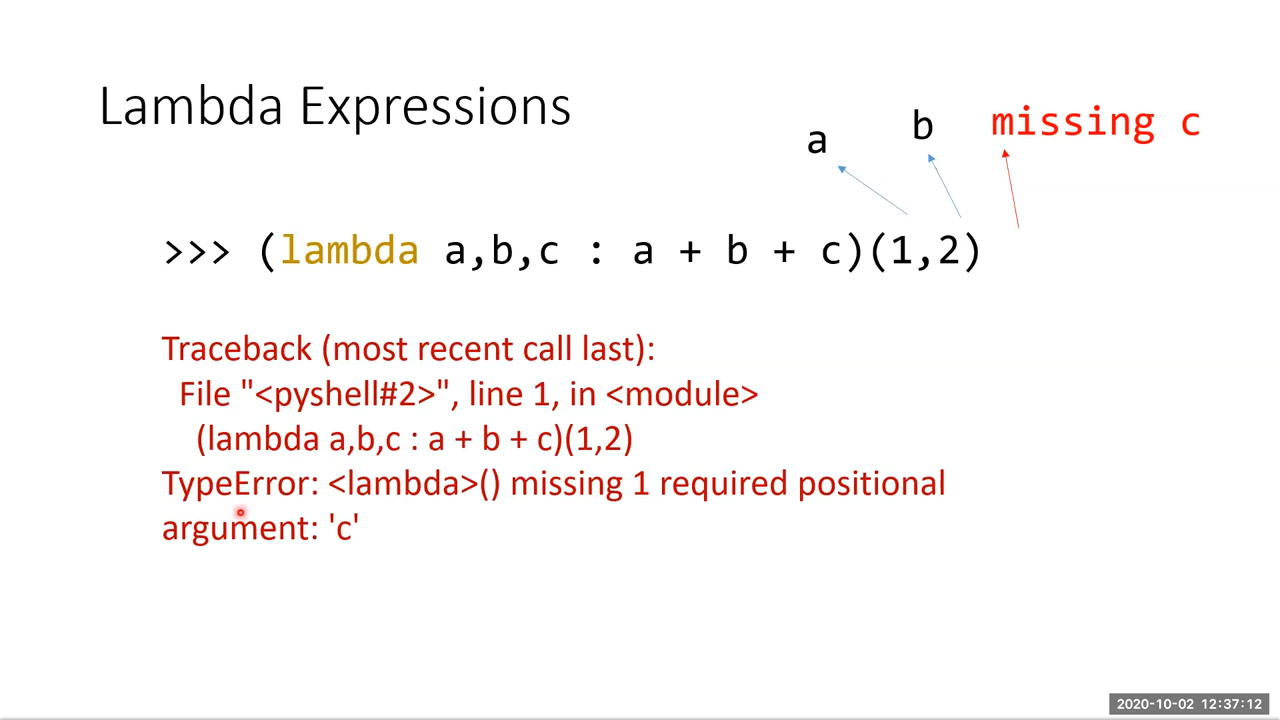 Lambda Expressions
a
b
missing c
>>> (lambda a,b,c : a + b + c)(1,2)
Traceback (most recent call last):
File "<pyshell#2>", line 1, in <module>
(lambda a,b,c : a + b + c)(1,2)
TypeError: <lambda>() missing 1 required positional
argument: 'c'
2020-10-02 12:37:12